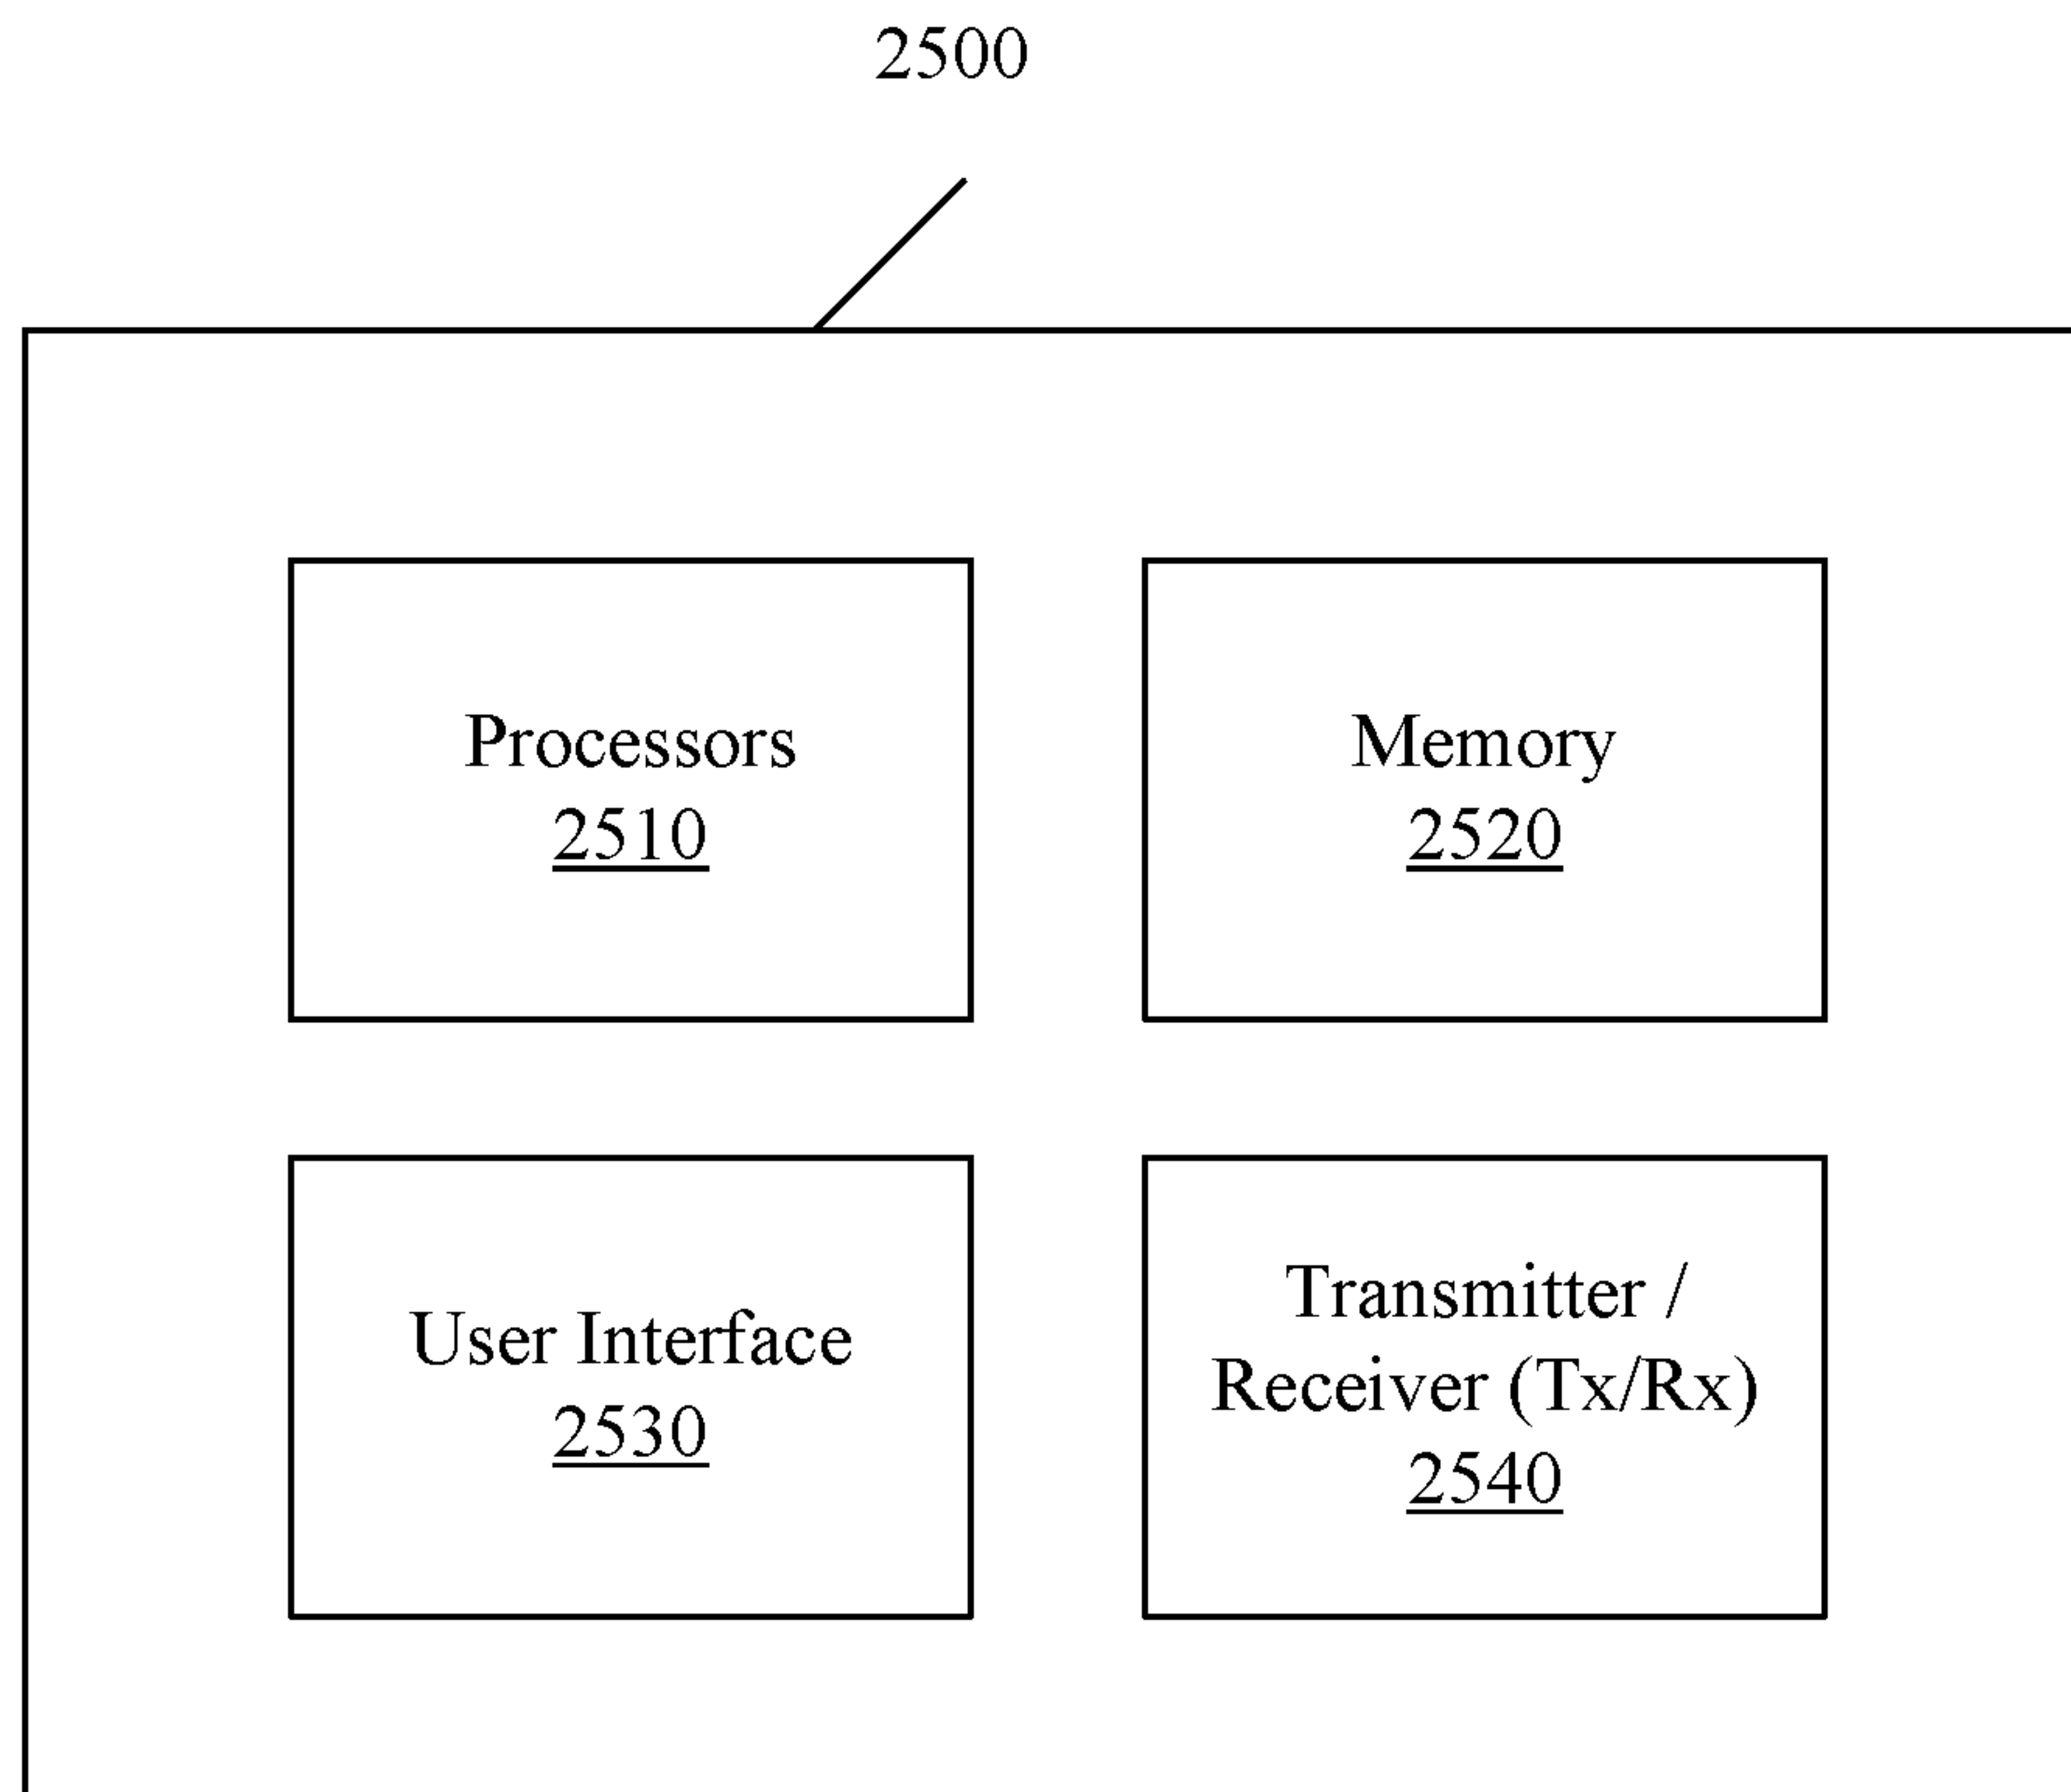 2500
Processors
2510
Memory
2520
User Interface
2530
Transmitter /
Receiver (Tx/Rx)
2540